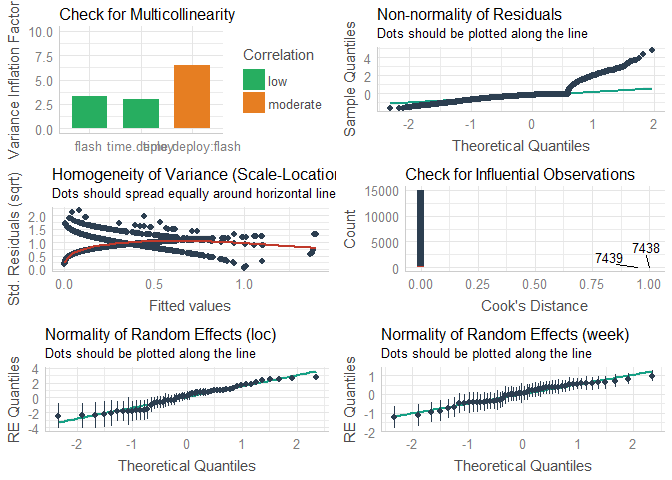 Check for Multicollinearity
Variance Inflation Factor
10.0
7.5
5.0
2.5
0.0
flash
Correlation
low
moderate
Non-normality of Residuals
Dots should be plotted along the line
Sample Quantiles
4
2
0
-2
-1
0
1
2
Theoretical Quantiles
Homogeneity of Variance (Scale-Location
Dots should spread equally around horizontal line
Std. Residuals (sqrt)
2.0
1.5
1.0
0.5
0.0
0.0
0.5
1.0
Fitted values
Check for Influential Observations
Count
15000
10000
5000
0
7438
7439
0.00
0.25
0.50
0.75
1.00
Cook's Distance
Normality of Random Effects (loc)
Dots should be plotted along the line
RE Quantiles
4
2
0
-2
-4
-2
-1
0
1
2
Theoretical Quantiles
Normality of Random Effects (week)
Dots should be plotted along the line
RE Quantiles
1
0
-1
-2
-2
-1
0
1
2
Theoretical Quantiles